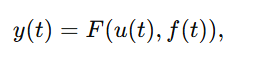 y(t) = F(u(t), f(t)),